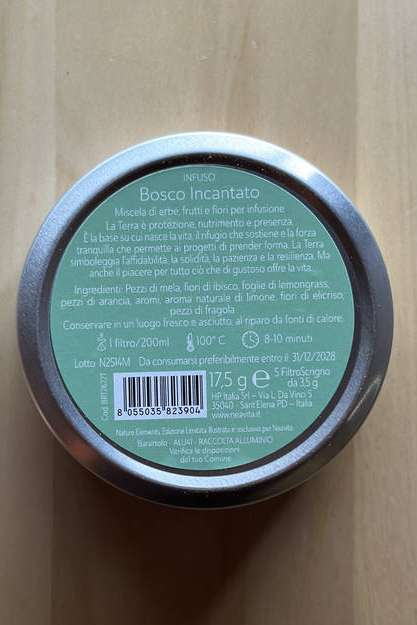 INFUSO
Bosco Incantato
Miscela di erbe, frutti e fiori per infusione
La Terra è protezione, nutrimento e presenza.
È la base su cui nasce la vita, il rifugio che sostiene e la forza
tranquilla che permette ai progetti di prendere forma. La Terra
simboleggia l'affidabilità, la solidità, la pazienza e la resilienza. Ma
anche il piacere per tutto ciò che di gustoso offre la vita.
Ingredienti: Pezzi di mela, fiori di ibisco, foglie di lemongrass,
pezzi di arancia, aromi, aroma naturale di limone, fiori di elicriso,
pezzi di fragola
Conservare in un luogo fresco e asciutto, al riparo da fonti di calore.
1 filtro/200ml 100°C 8-10 minuti
Lotto N2514M Da consumarsi preferibilmente entro il 31/12/2028
Cod.
17,5 g e 5 FiltroScrigno
da 3,5 g
HP Italia Srl – Via L. Da Vinci 5
35040 - Sant'Elena PD – Italia
www.neavita.it
8 055035 823904
Nature Elements, Edizione Limitata illustrata e esclusiva per Neavita
Barattolo - ALU41 - RACCOLTA ALLUMINIO
Verifica le disposizioni
del tuo Comune